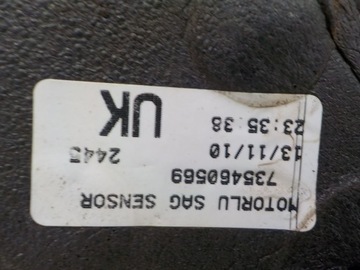 MOTORLU SAG SENSOR
735460569
13/11/10 2445
23:35:38
UK